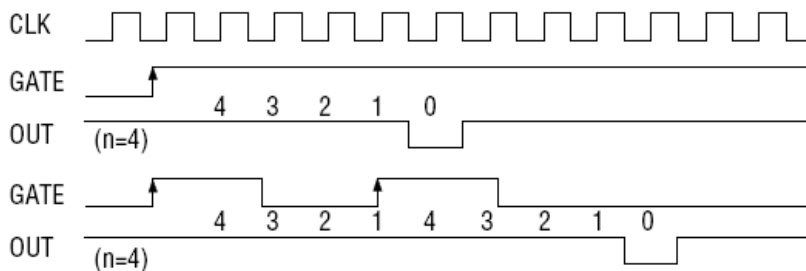 CLK
GATE
4 3 2 1 0
OUT (n=4)
GATE
4 3 2 1 4 3 2 1 0
OUT (n=4)